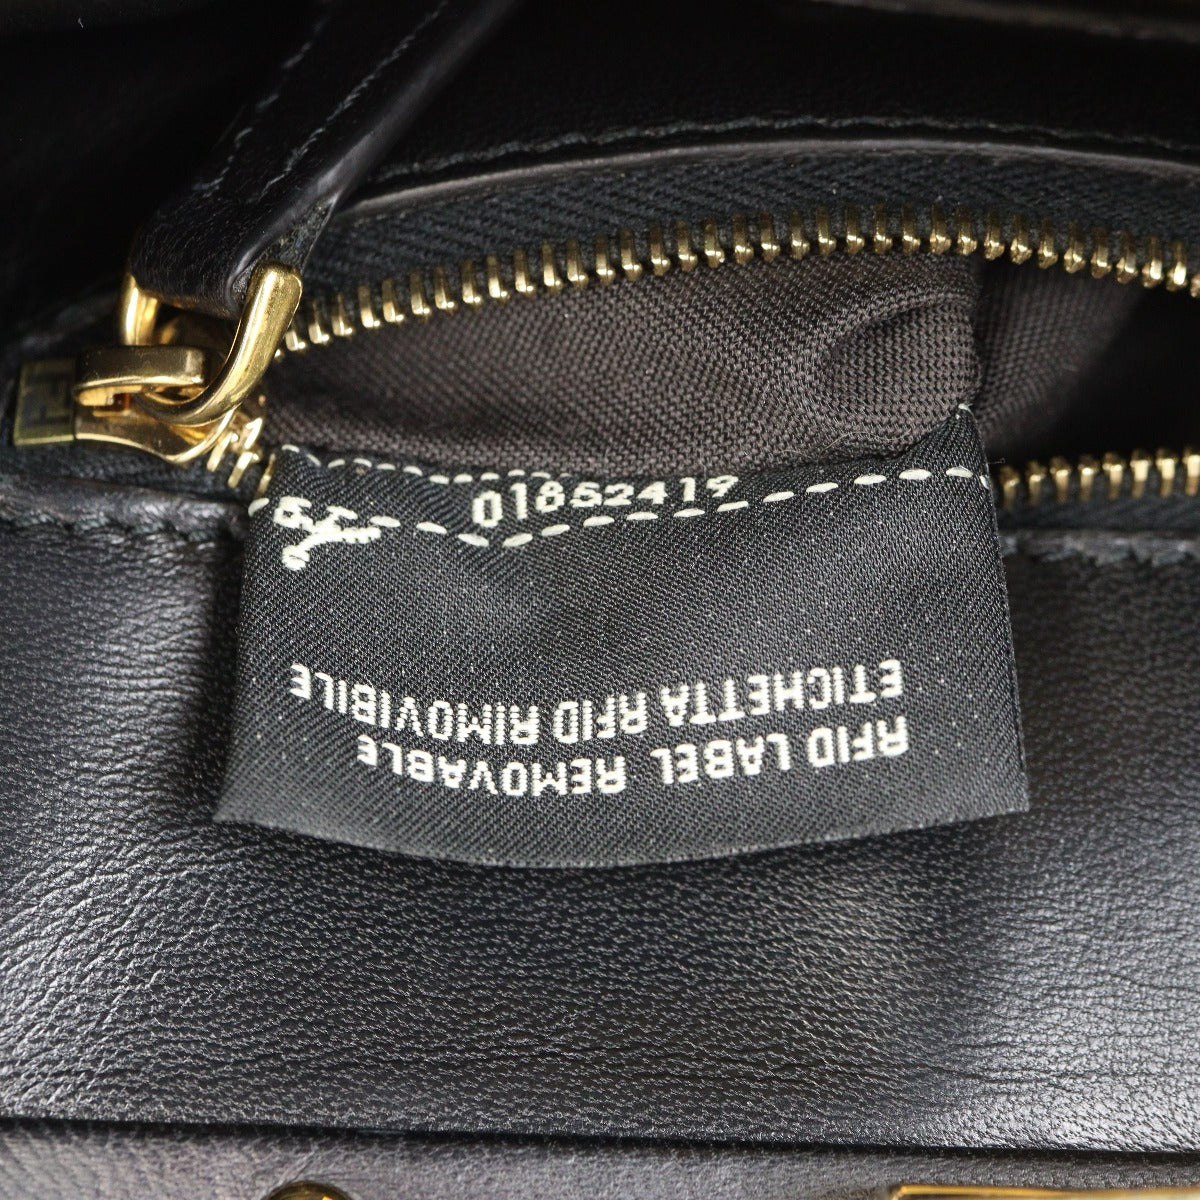 01852419
RFID LABEL REMOVABLE
ETICHETTA RFID RIMOVIBILE